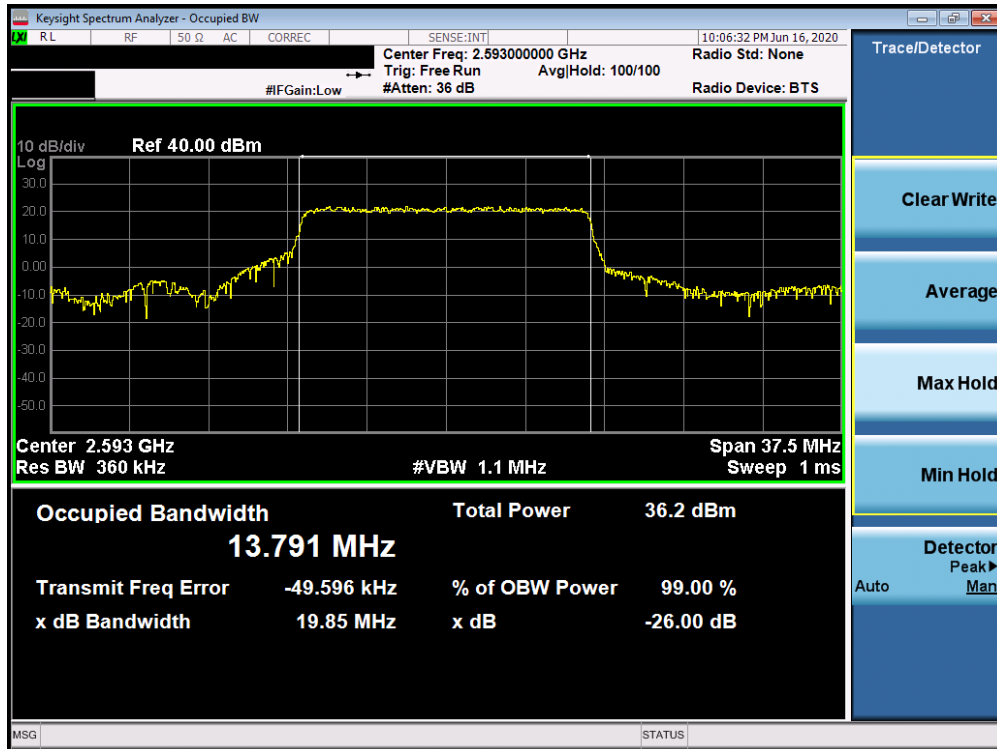 Keysight Spectrum Analyzer - Occupied BW
LXI RL RF 50 Ω AC CORREC SENSE:INT 10:06:32 PM Jun 16, 2020
Center Freq: 2.593000000 GHz Radio Std: None
Trig: Free Run Avg|Hold: 100/100
#IFGain:Low #Atten: 36 dB Radio Device: BTS
10 dB/div Ref 40.00 dBm
Log
30.0
20.0
10.0
0.00
-10.0
-20.0
-30.0
-40.0
-50.0
Center 2.593 GHz Span 37.5 MHz
Res BW 360 kHz #VBW 1.1 MHz Sweep 1 ms
Occupied Bandwidth Total Power 36.2 dBm
13.791 MHz
Transmit Freq Error -49.596 kHz % of OBW Power 99.00 %
x dB Bandwidth 19.85 MHz x dB -26.00 dB
MSG STATUS
Trace/Detector
Clear Write
Average
Max Hold
Min Hold
Detector
Peak▶
Auto Man